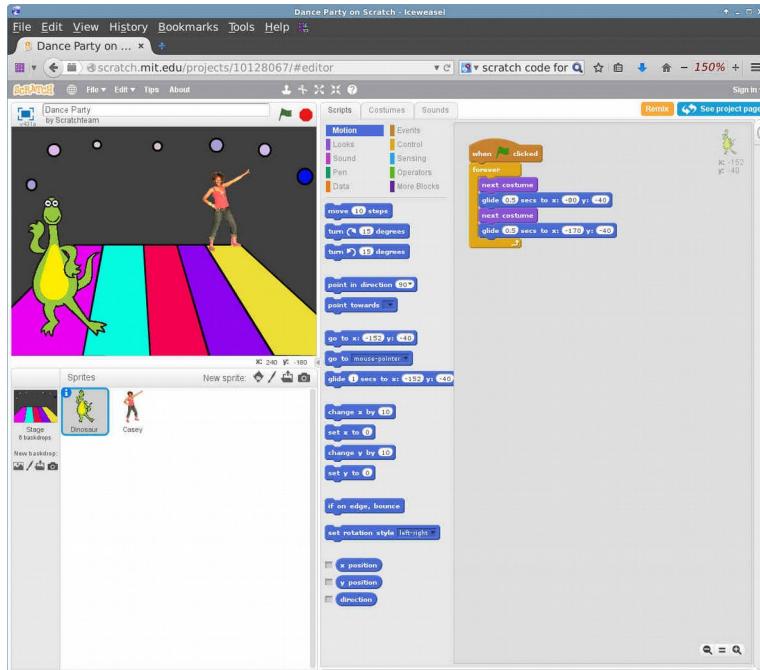 Dance Party on Scratch - Iceweasel
File Edit View History Bookmarks Tools Help
Dance Party on ... × +
scratch.mit.edu/projects/10128067/#editor
scratch code for
- 150% +
SCRATCH File Edit Tips About
Sign in
Dance Party
by Scratchteam
v431a
Scripts Costumes Sounds
Remix
See project page
Motion Events
Looks Control
Sound Sensing
Pen Operators
Data More Blocks
move 10 steps
turn 15 degrees
turn 15 degrees
point in direction 90
point towards
go to x: -152 y: -40
go to mouse-pointer
glide 1 secs to x: -152 y: -40
change x by 10
set x to 0
change y by 10
set y to 0
if on edge, bounce
set rotation style left-right
x position
y position
direction
when clicked
forever
next costume
glide 0.5 secs to x: -80 y: -40
next costume
glide 0.5 secs to x: -170 y: -40
x: -152
y: -40
X: 240 Y: -180
Sprites New sprite:
Stage
6 backdrops
New backdrop:
Dinosaur
Casey